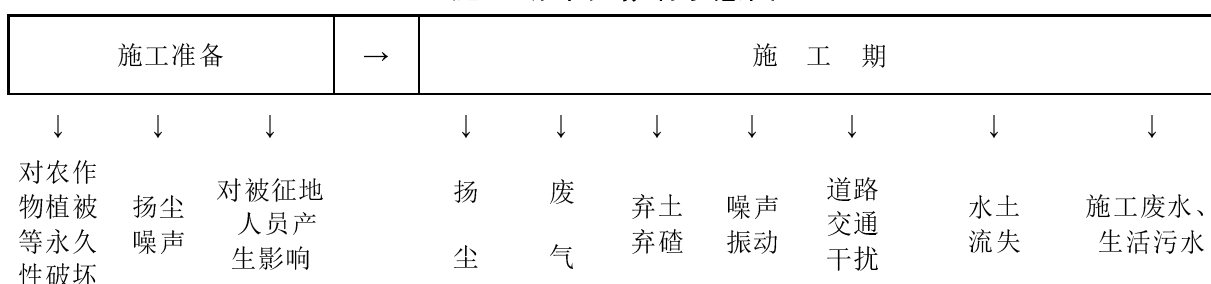 施工准备 → 施 工 期
↓ ↓ ↓ ↓ ↓ ↓ ↓ ↓ ↓ ↓
对农作
物植被
等永久
性破坏
扬尘
噪声
对被征地
人员产
生影响
扬
尘
废
气
弃土
弃碴
噪声
振动
道路
交通
干扰
水土
流失
施工废水、
生活污水